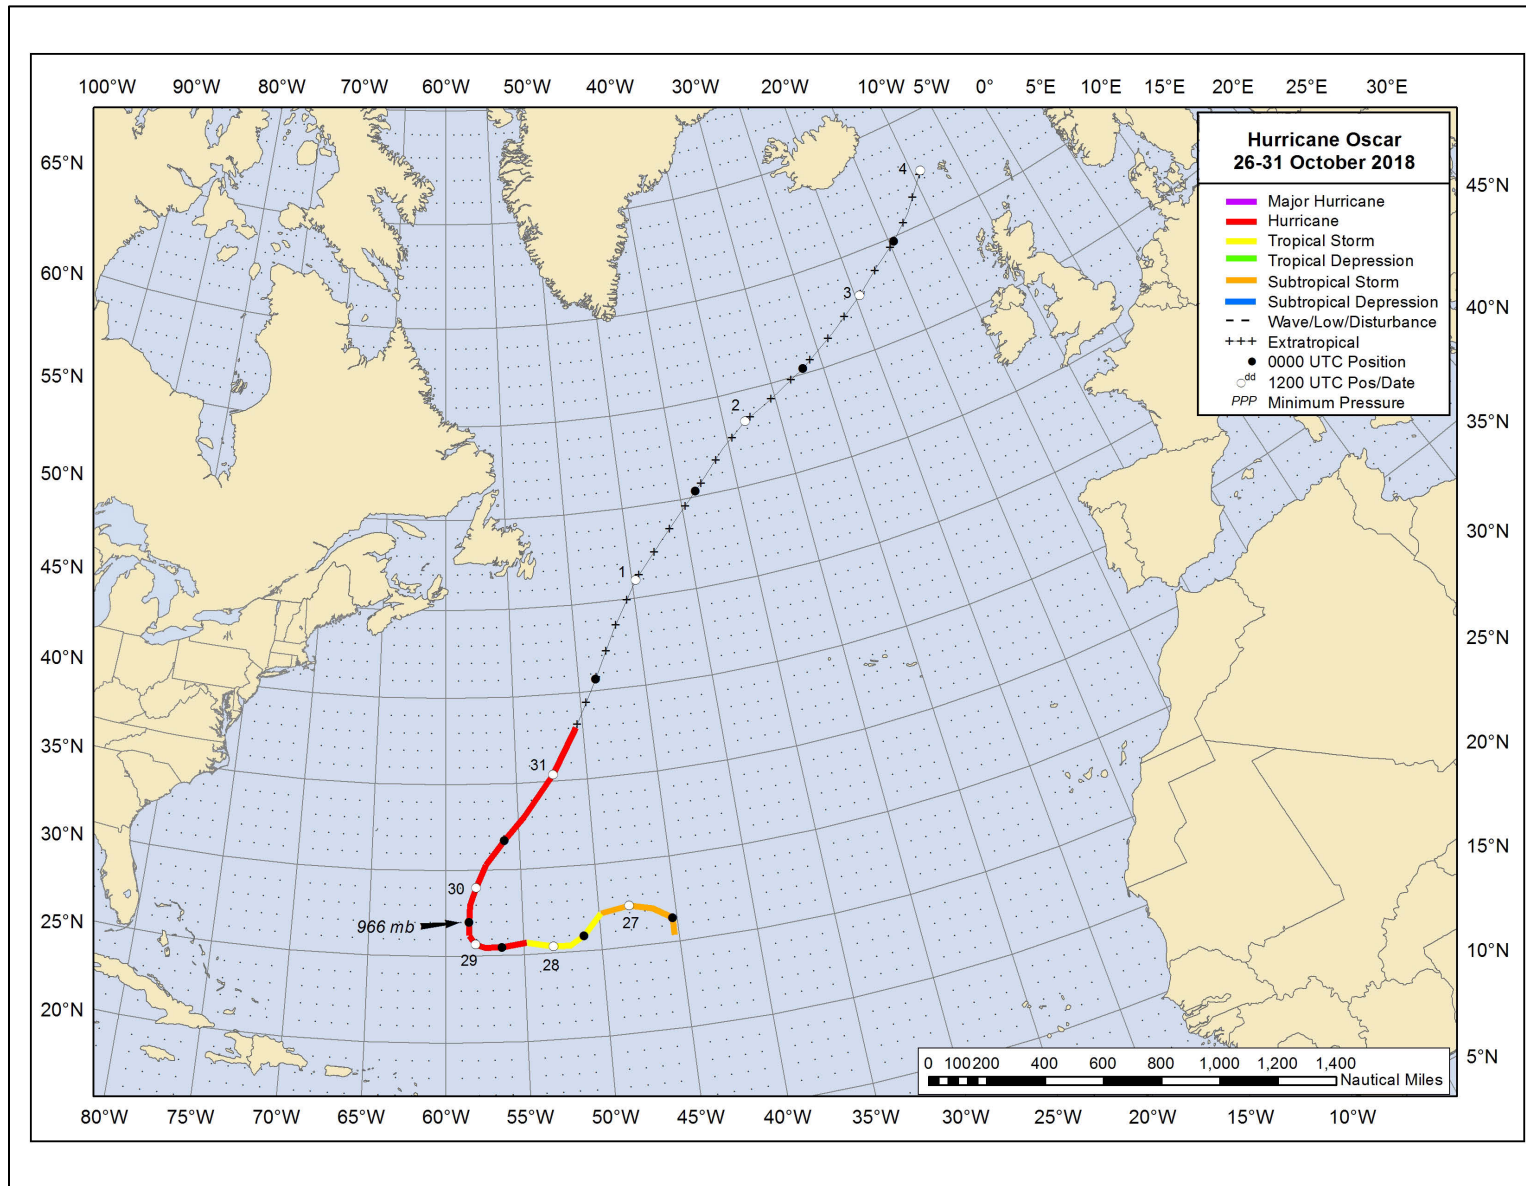 100°W 90°W 80°W 70°W 60°W 50°W 40°W 30°W 20°W 10°W 5°W 0° 5°E 10°E 15°E 20°E 25°E 30°E
Hurricane Oscar
26-31 October 2018
Major Hurricane
Hurricane
Tropical Storm
Tropical Depression
Subtropical Storm
Subtropical Depression
Wave/Low/Disturbance
+++ Extratropical
0000 UTC Position
dd 1200 UTC Pos/Date
PPP Minimum Pressure
65°N
60°N
55°N
50°N
45°N
40°N
35°N
30°N
25°N
20°N
45°N
40°N
35°N
30°N
25°N
20°N
15°N
10°N
5°N
4
3
2
1
31
30
966 mb
29
28
27
0 100 200 400 600 800 1,000 1,200 1,400
Nautical Miles
80°W 75°W 70°W 65°W 60°W 55°W 50°W 45°W 40°W 35°W 30°W 25°W 20°W 15°W 10°W